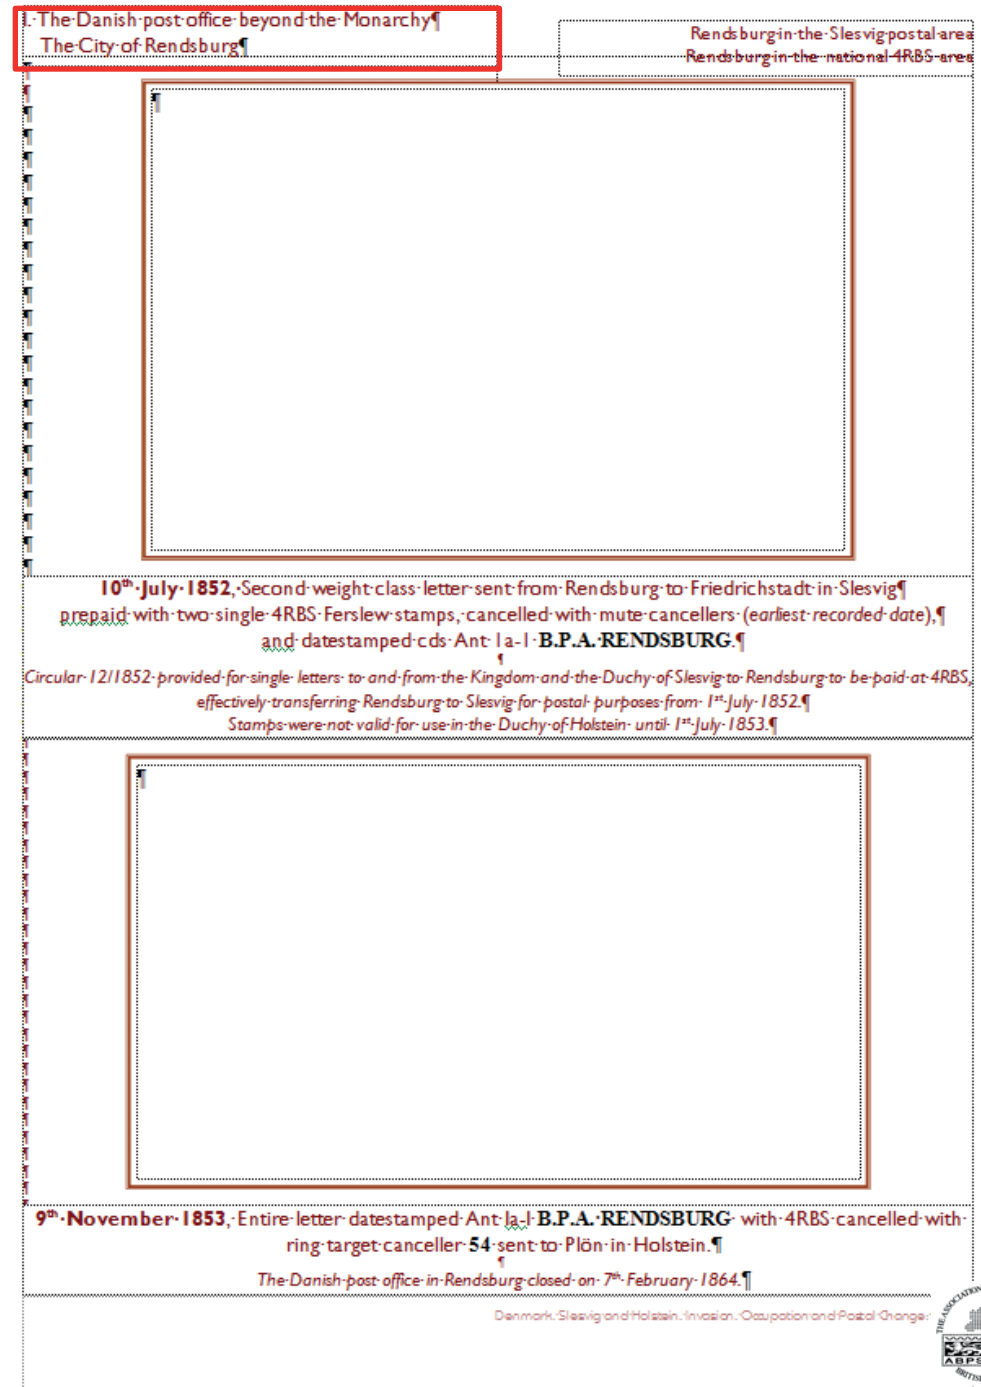 I. The Danish post office beyond the Monarchy¶
The City of Rendsburg¶
Rendsburg in the Slesvig postal area
Rendsburg in the national 4RBS area
10th July 1852, Second weight class letter sent from Rendsburg to Friedrichstadt in Slesvig¶
prepaid with two single 4RBS Ferslew stamps, cancelled with mute cancellers (earliest recorded date),¶
and datestamped cds Ant 1a-1 B.P.A. RENDSBURG.¶
¶
Circular 12/1852 provided for single letters to and from the Kingdom and the Duchy of Slesvig to Rendsburg to be paid at 4RBS,
effectively transferring Rendsburg to Slesvig for postal purposes from 1st July 1852.¶
Stamps were not valid for use in the Duchy of Holstein until 1st July 1853.¶
9th November 1853, Entire letter datestamped Ant Ia-I B.P.A. RENDSBURG with 4RBS cancelled with
ring target canceller 54 sent to Plön in Holstein.¶
¶
The Danish post office in Rendsburg closed on 7th February 1864.¶
Denmark. Slesvig and Holstein. Invasion. Occupation and Postal Change
THE ASSOCIATION
ABPS
BRITIS